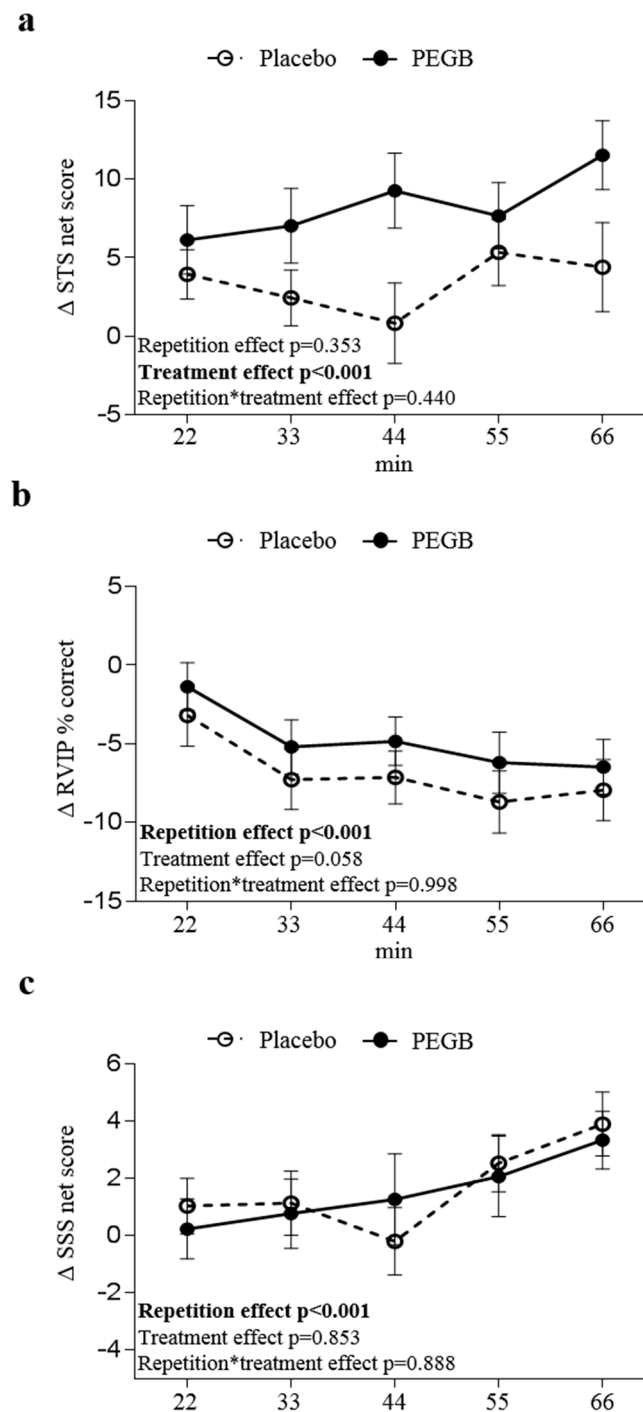 a
Placebo PEGB
15
10
5
0
-5
Δ STS net score
Repetition effect p=0.353
Treatment effect p<0.001
Repetition*treatment effect p=0.440
22 33 44 55 66
min
b
Placebo PEGB
5
0
-5
-10
-15
Δ RVIP % correct
Repetition effect p<0.001
Treatment effect p=0.058
Repetition*treatment effect p=0.998
22 33 44 55 66
min
c
Placebo PEGB
6
4
2
0
-2
-4
Δ SSS net score
Repetition effect p<0.001
Treatment effect p=0.853
Repetition*treatment effect p=0.888
22 33 44 55 66